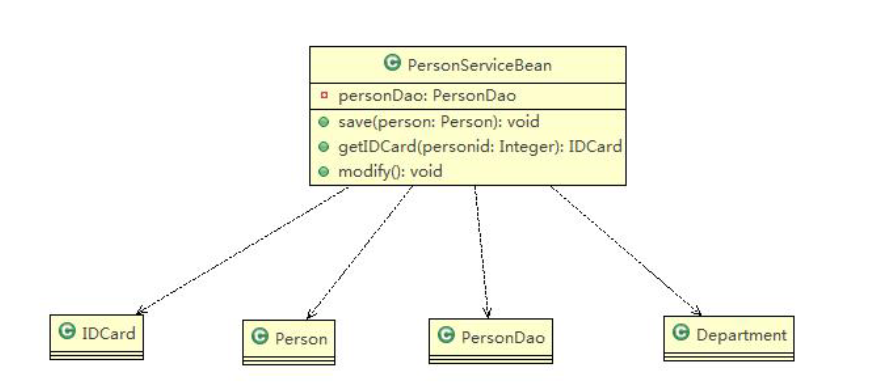 C PersonServiceBean
personDao: PersonDao
save(person: Person): void
getIDCard(personid: Integer): IDCard
modify(): void
C IDCard
C Person
C PersonDao
C Department